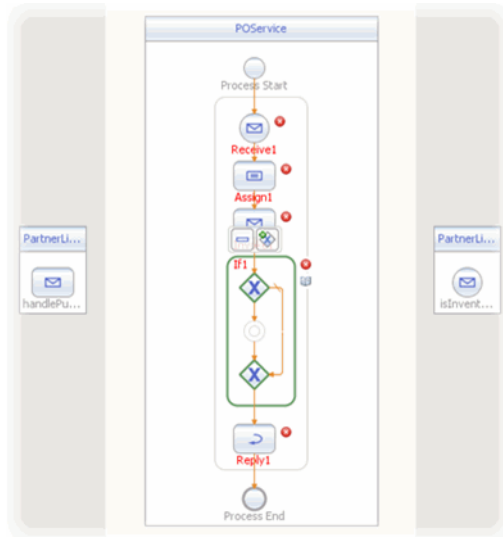 POService
Process Start
Receive1
Assign1
PartnerLi...
handlePu...
If1
PartnerLi...
isInvent...
Reply1
Process End